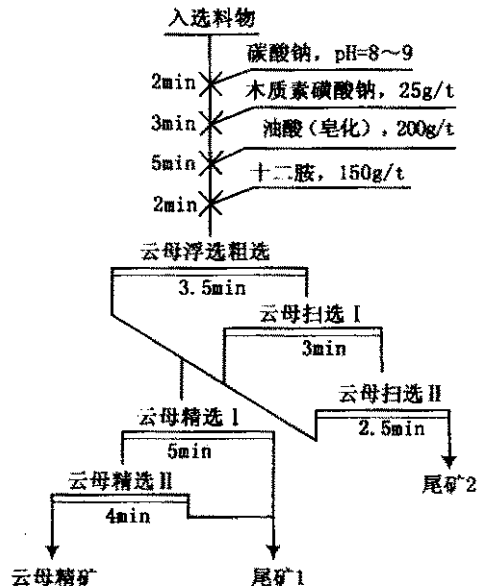 入选料物
碳酸钠，pH=8～9
2min
木质素磺酸钠，25g/t
3min
油酸（皂化），200g/t
5min
十二胺，150g/t
2min
云母浮选粗选
3.5min
云母扫选Ⅰ
3min
云母扫选Ⅱ
2.5min
云母精选Ⅰ
5min
云母精选Ⅱ
4min
尾矿2
云母精矿
尾矿1